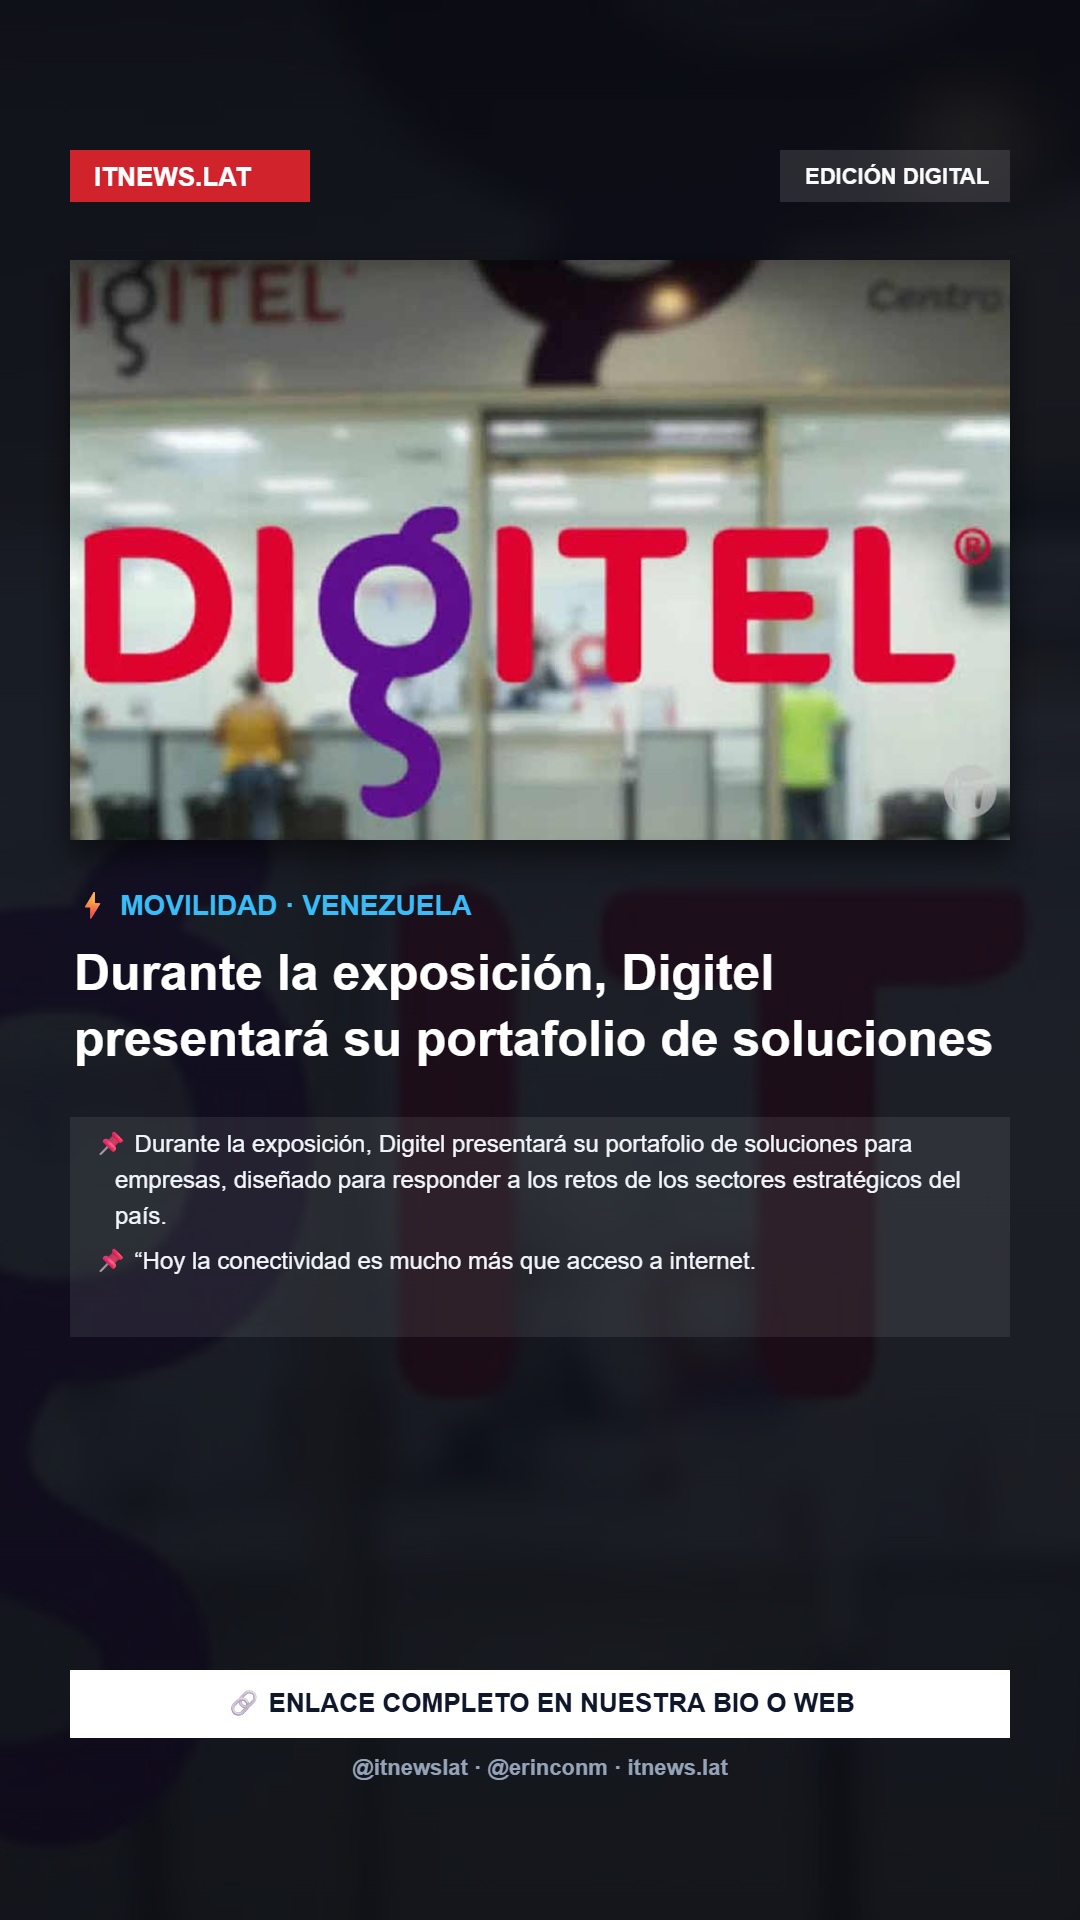 ITNEWS.LAT
EDICIÓN DIGITAL
DIGITEL
Centro
DIGITEL®
MOVILIDAD · VENEZUELA
Durante la exposición, Digitel
presentará su portafolio de soluciones
Durante la exposición, Digitel presentará su portafolio de soluciones para
empresas, diseñado para responder a los retos de los sectores estratégicos del
país.
“Hoy la conectividad es mucho más que acceso a internet.
ENLACE COMPLETO EN NUESTRA BIO O WEB
@itnewslat · @erinconm · itnews.lat